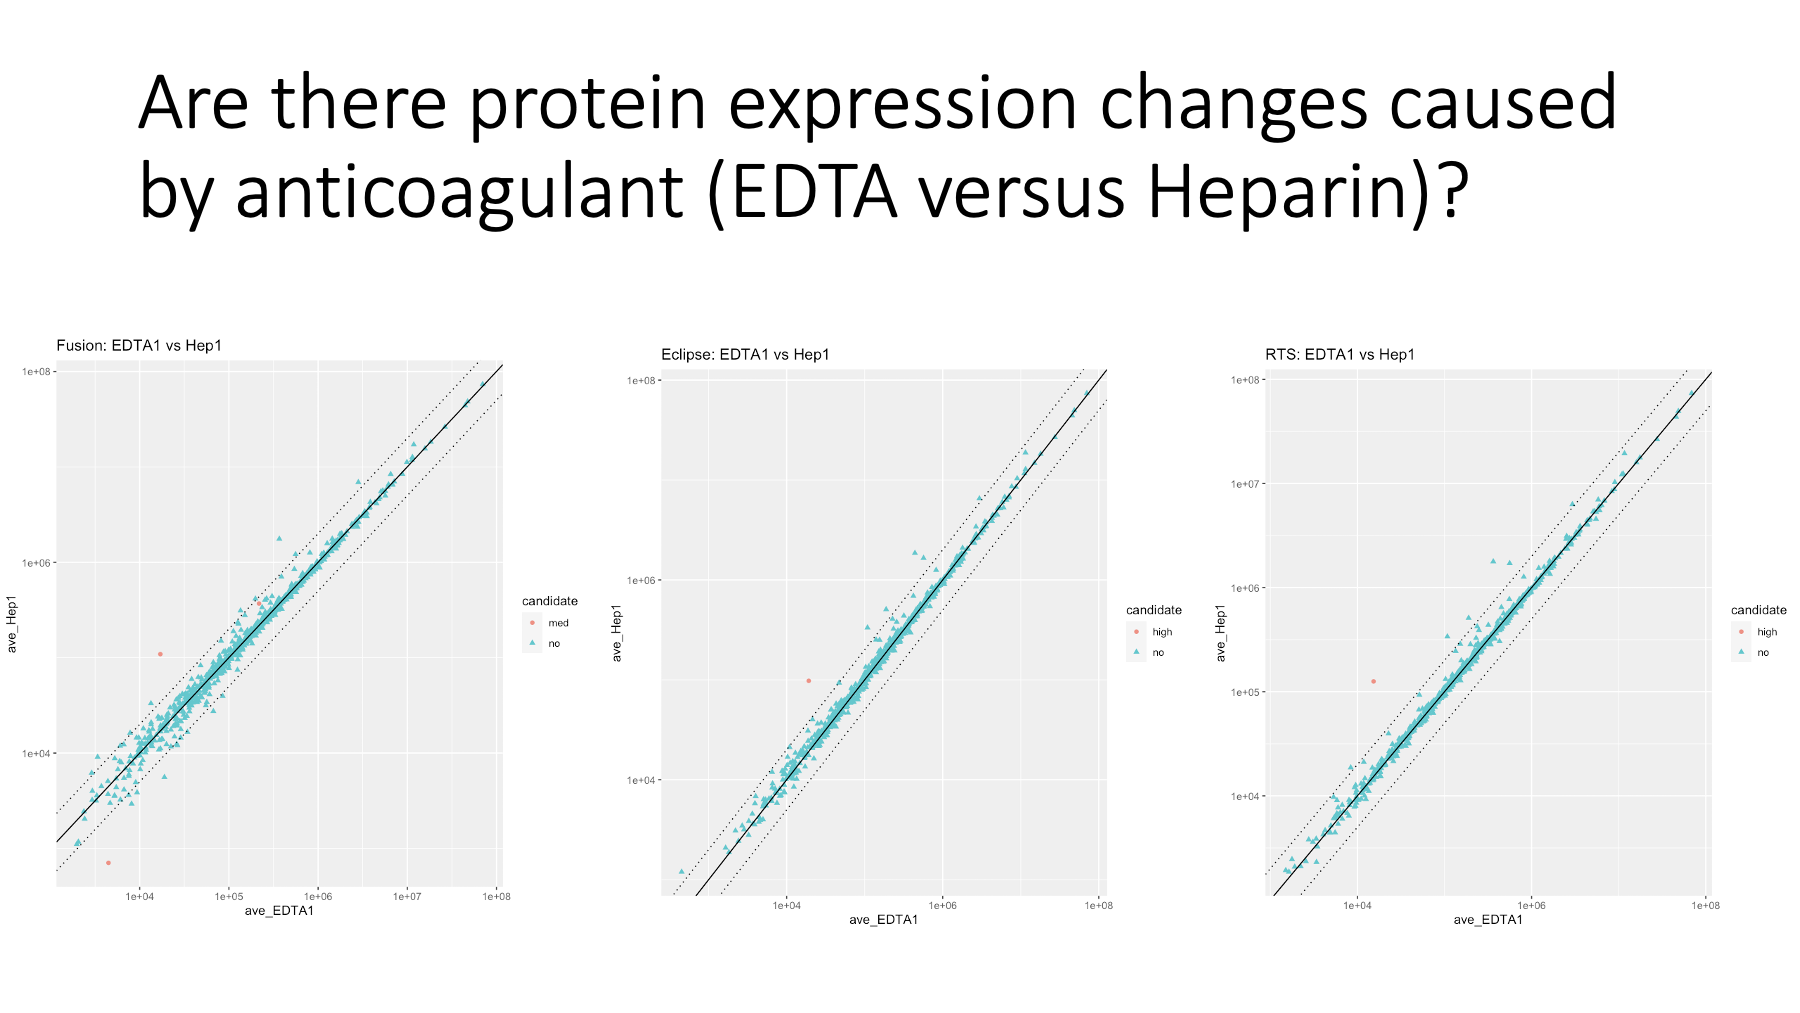 Are there protein expression changes caused
by anticoagulant (EDTA versus Heparin)?
Fusion: EDTA1 vs Hep1
1e+08
1e+06
1e+04
ave_Hep1
1e+04
1e+05
1e+06
1e+07
1e+08
ave_EDTA1
candidate
med
no
Eclipse: EDTA1 vs Hep1
1e+08
1e+06
1e+04
ave_Hep1
1e+04
1e+06
1e+08
ave_EDTA1
candidate
high
no
RTS: EDTA1 vs Hep1
1e+08
1e+07
1e+06
1e+05
1e+04
ave_Hep1
1e+04
1e+06
1e+08
ave_EDTA1
candidate
high
no